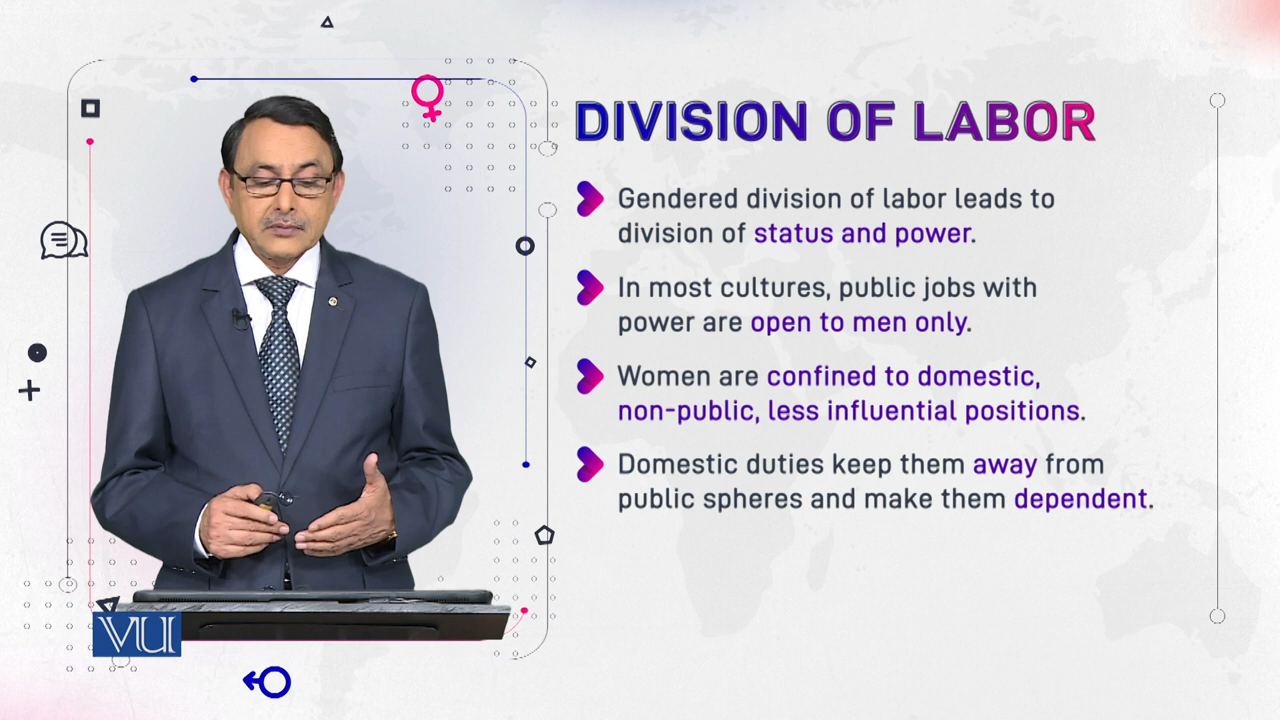 DIVISION OF LABOR
Gendered division of labor leads to
division of status and power.
In most cultures, public jobs with
power are open to men only.
Women are confined to domestic,
non-public, less influential positions.
Domestic duties keep them away from
public spheres and make them dependent.
VU